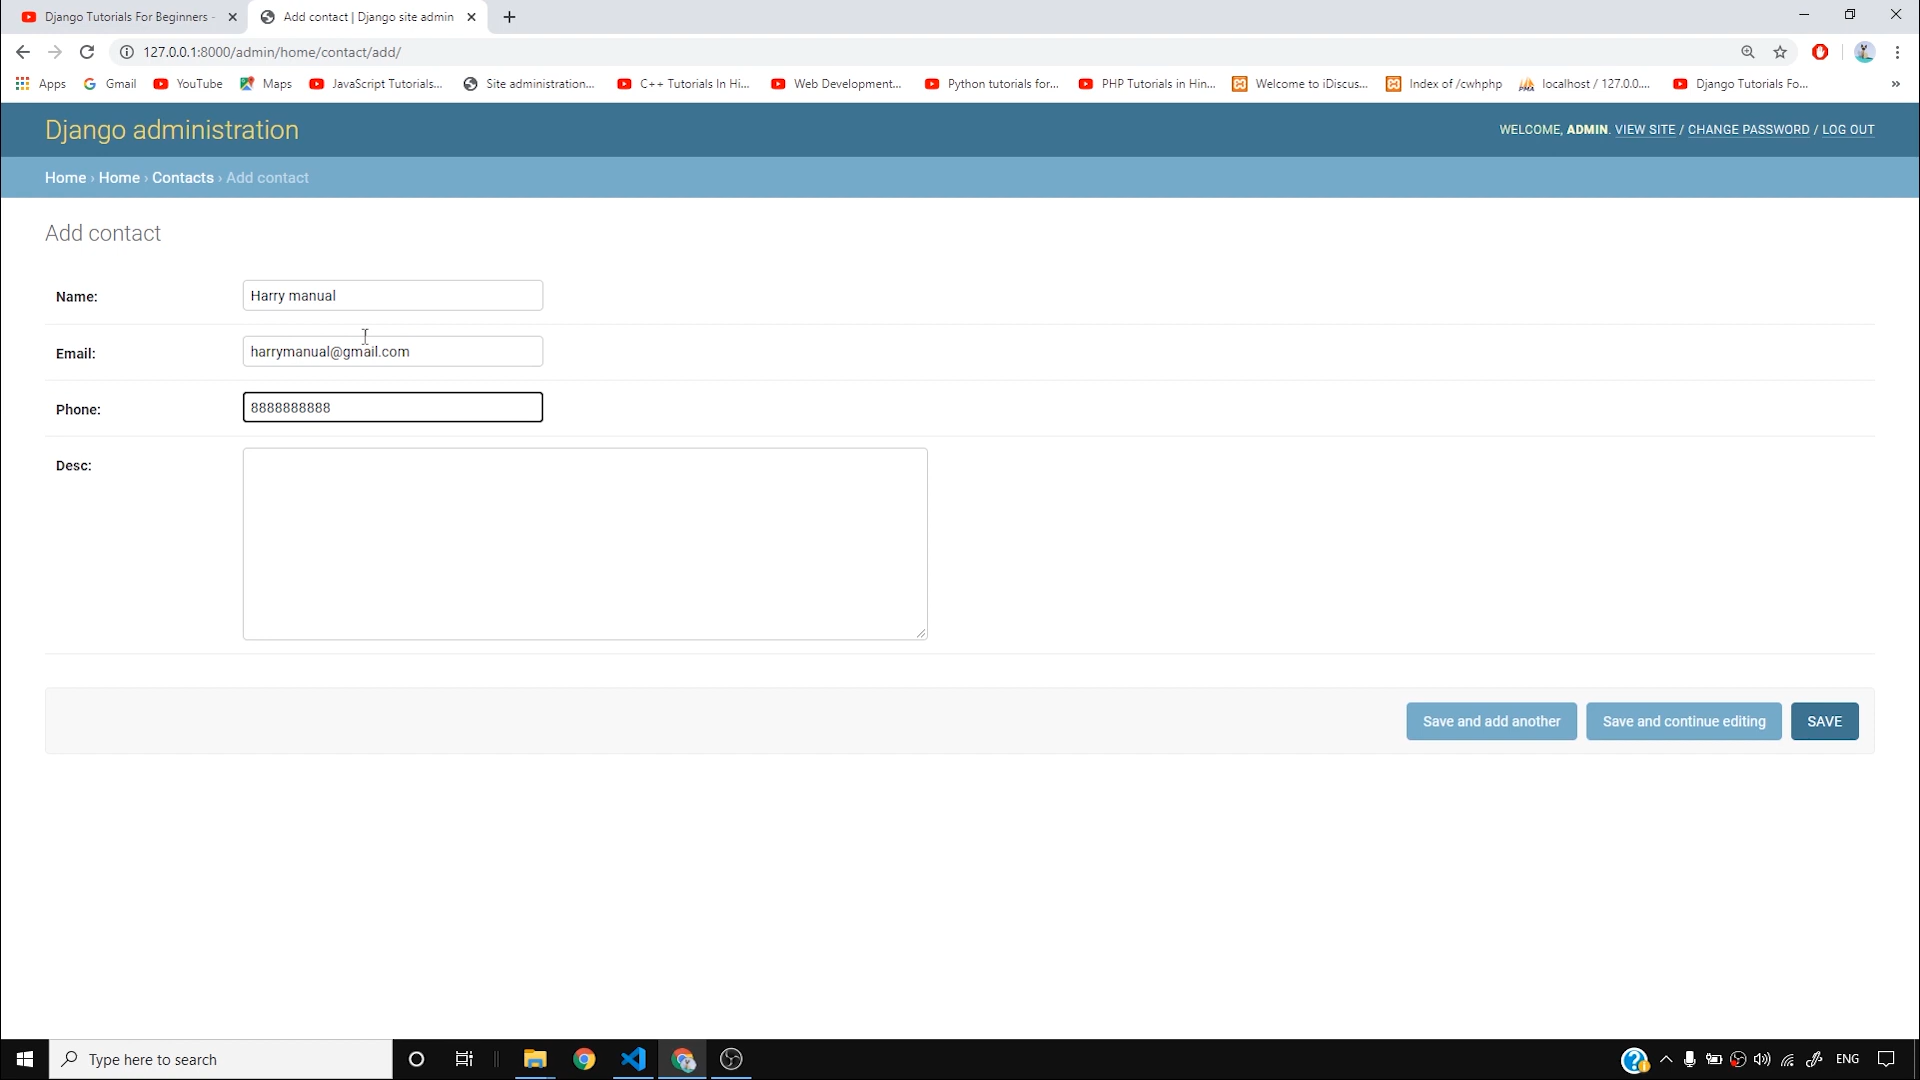 Django Tutorials For Beginners -
Add contact | Django site admin
127.0.0.1:8000/admin/home/contact/add/
Apps
Gmail
YouTube
Maps
JavaScript Tutorials...
Site administration...
C++ Tutorials In Hi...
Web Development...
Python tutorials for...
PHP Tutorials in Hin...
Welcome to iDiscus...
Index of /cwhphp
localhost / 127.0.0....
Django Tutorials Fo...
»
Django administration
WELCOME, ADMIN. VIEW SITE / CHANGE PASSWORD / LOG OUT
Home › Home › Contacts › Add contact
Add contact
Name: Harry manual
Email: harrymanual@gmail.com
Phone: 8888888888
Desc:
Save and add another
Save and continue editing
SAVE
Type here to search
ENG